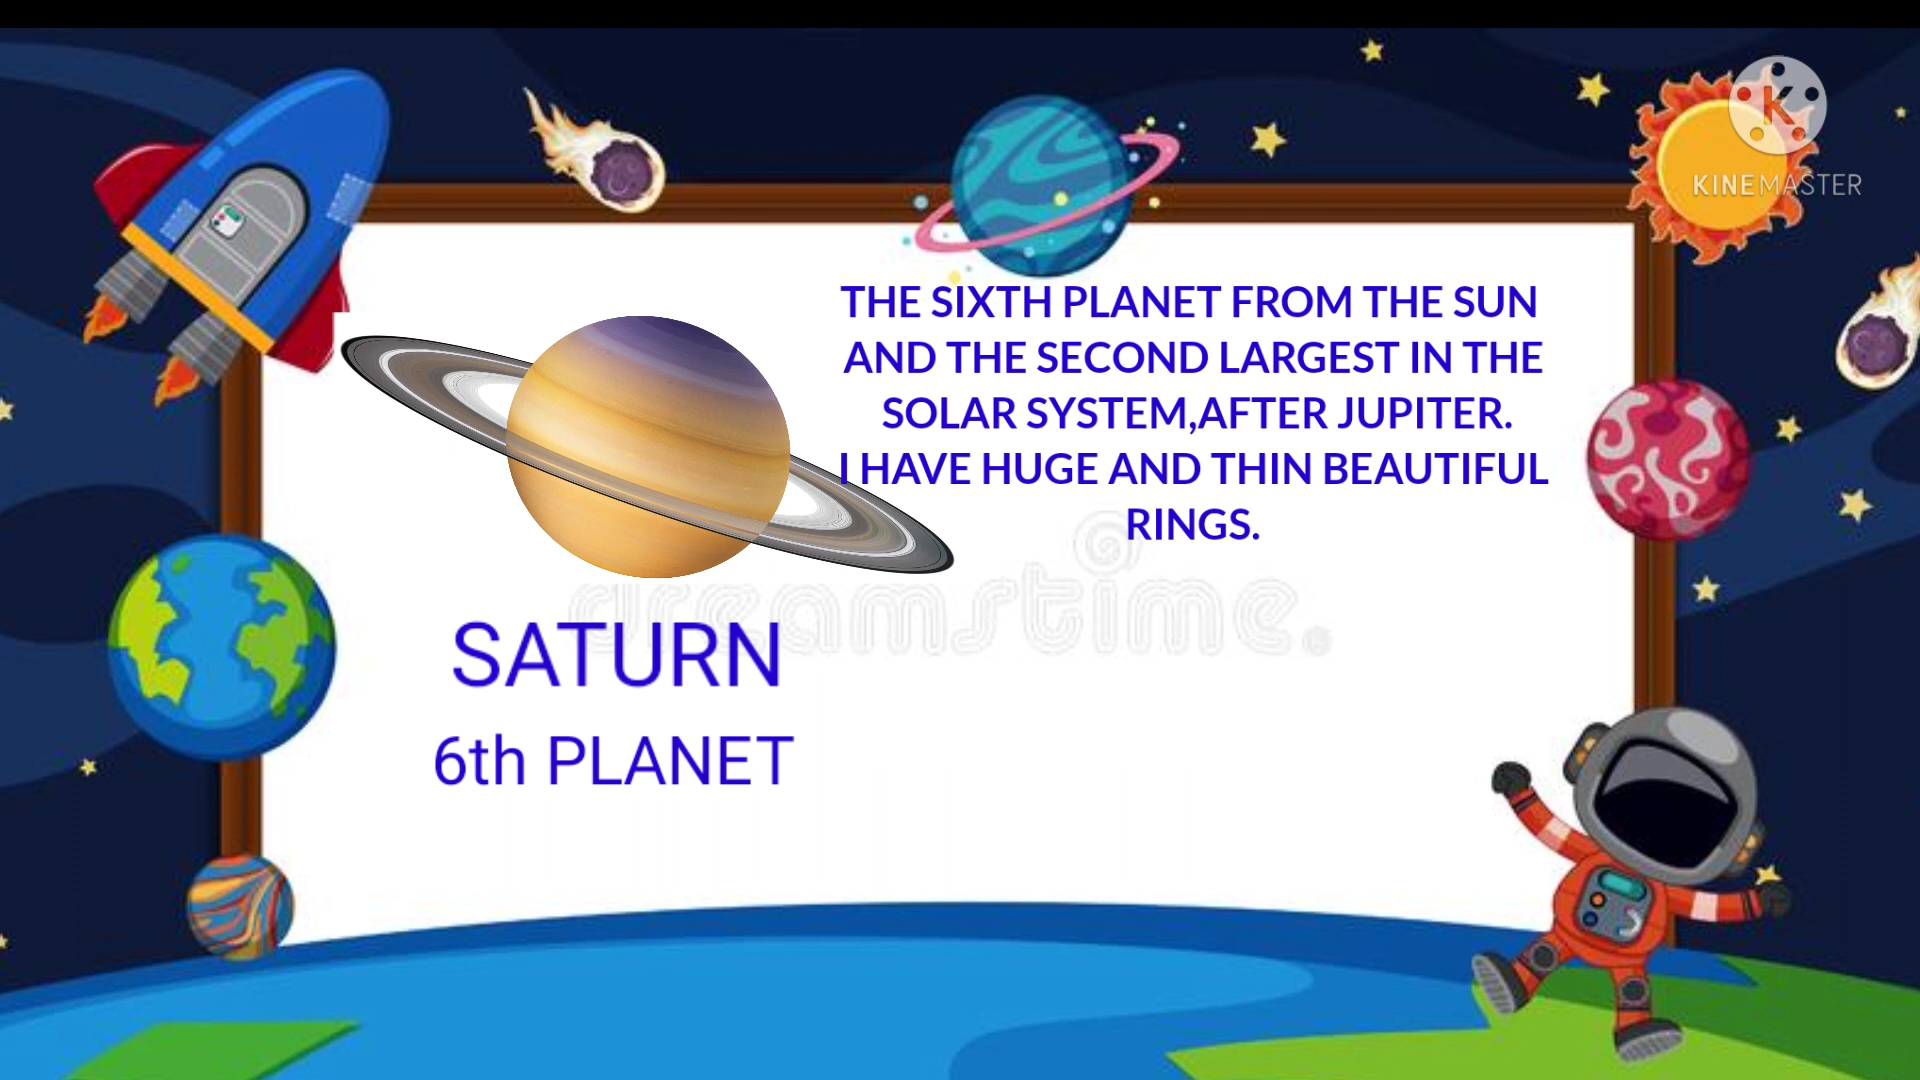 KINEMASTER
THE SIXTH PLANET FROM THE SUN
AND THE SECOND LARGEST IN THE
SOLAR SYSTEM,AFTER JUPITER.
I HAVE HUGE AND THIN BEAUTIFUL
RINGS.
dreamstime.
SATURN
6th PLANET